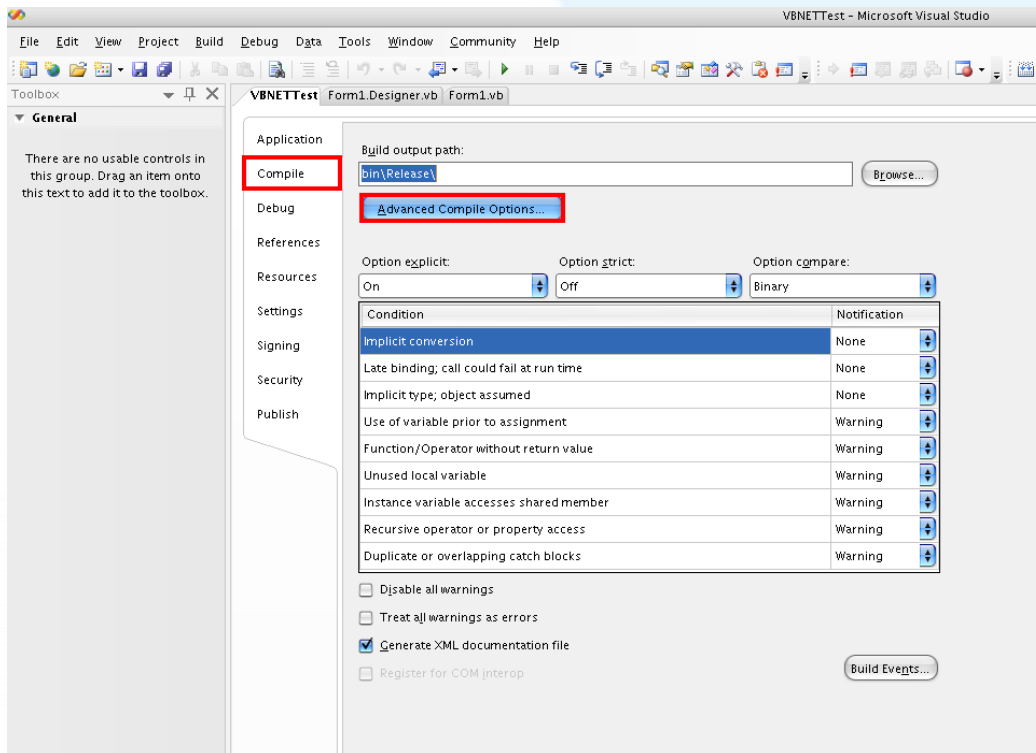 VBNETTest - Microsoft Visual Studio
File Edit View Project Build Debug Data Tools Window Community Help
Toolbox
VBNETTest Form1.Designer.vb Form1.vb
General
There are no usable controls in
this group. Drag an item onto
this text to add it to the toolbox.
Application
Compile
Debug
References
Resources
Settings
Signing
Security
Publish
Build output path:
bin\Release\
Browse...
Advanced Compile Options...
Option explicit: Option strict: Option compare:
On Off Binary
Condition Notification
Implicit conversion None
Late binding; call could fail at run time None
Implicit type; object assumed None
Use of variable prior to assignment Warning
Function/Operator without return value Warning
Unused local variable Warning
Instance variable accesses shared member Warning
Recursive operator or property access Warning
Duplicate or overlapping catch blocks Warning
Disable all warnings
Treat all warnings as errors
Generate XML documentation file
Register for COM interop
Build Events...